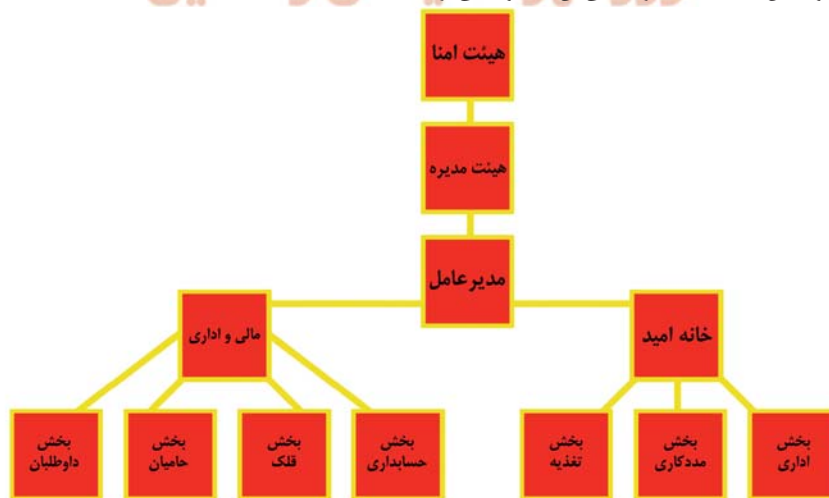 هیئت امنا
هیئت مدیره
مدیرعامل
خانه امید
مالی و اداری
بخش
اداری
بخش
مددکاری
بخش
تغذیه
بخش
حسابداری
بخش
قلک
بخش
حامیان
بخش
داوطلبان